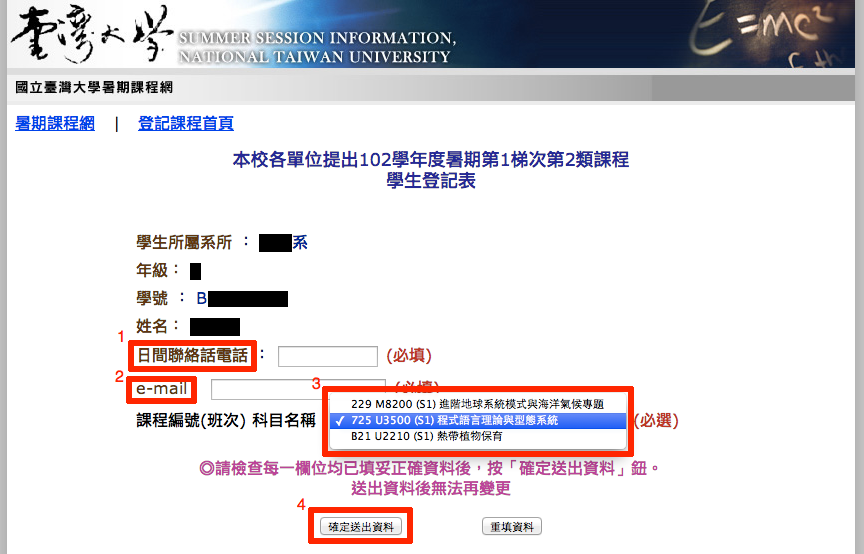 臺灣大學
SUMMER SESSION INFORMATION,
NATIONAL TAIWAN UNIVERSITY
E=mc²
國立臺灣大學暑期課程網
暑期課程網 | 登記課程首頁
本校各單位提出102學年度暑期第1梯次第2類課程
學生登記表
學生所屬系所 : 系
年級:
學號 : B
姓名:
1
日間聯絡話電話 : (必填)
2
e-mail (必填)
3
229 M8200 (S1) 進階地球系統模式與海洋氣候專題
課程編號(班次) 科目名稱 ✓ 725 U3500 (S1) 程式語言理論與型態系統 (必選)
B21 U2210 (S1) 熱帶植物保育
◎請檢查每一欄位均已填妥正確資料後，按「確定送出資料」鈕。
送出資料後無法再變更
4
確定送出資料 重填資料